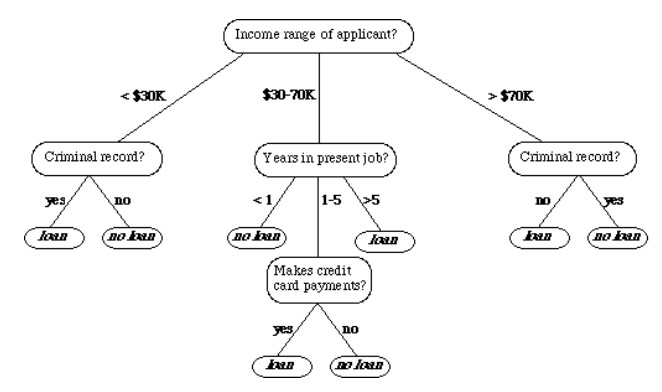 Income range of applicant?
< $30K
$30-70K
> $70K
Criminal record?
Years in present job?
Criminal record?
yes
no
< 1
1-5
>5
no
yes
loan
no loan
no loan
loan
loan
no loan
Makes credit
card payments?
yes
no
loan
no loan